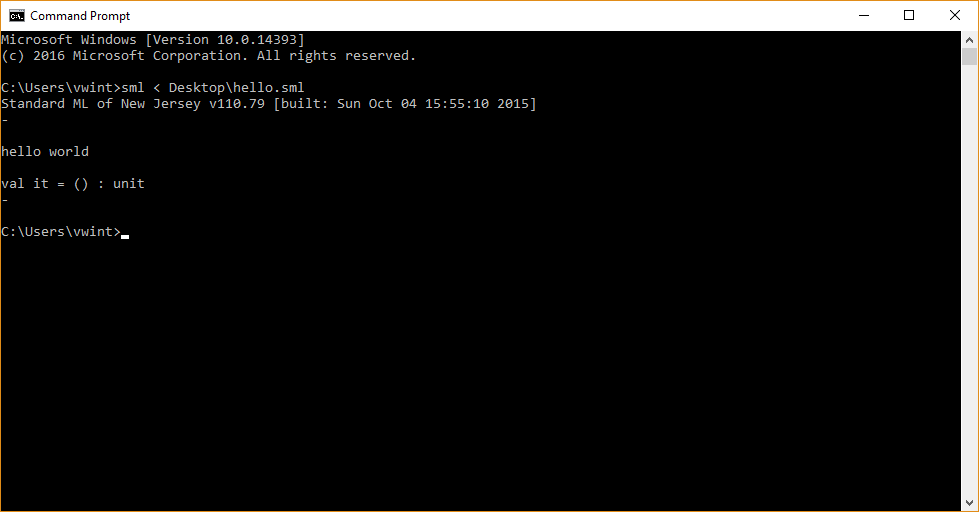 Command Prompt
Microsoft Windows [Version 10.0.14393]
(c) 2016 Microsoft Corporation. All rights reserved.
C:\Users\vwint>sml < Desktop\hello.sml
Standard ML of New Jersey v110.79 [built: Sun Oct 04 15:55:10 2015]
-
hello world
val it = () : unit
-
C:\Users\vwint>